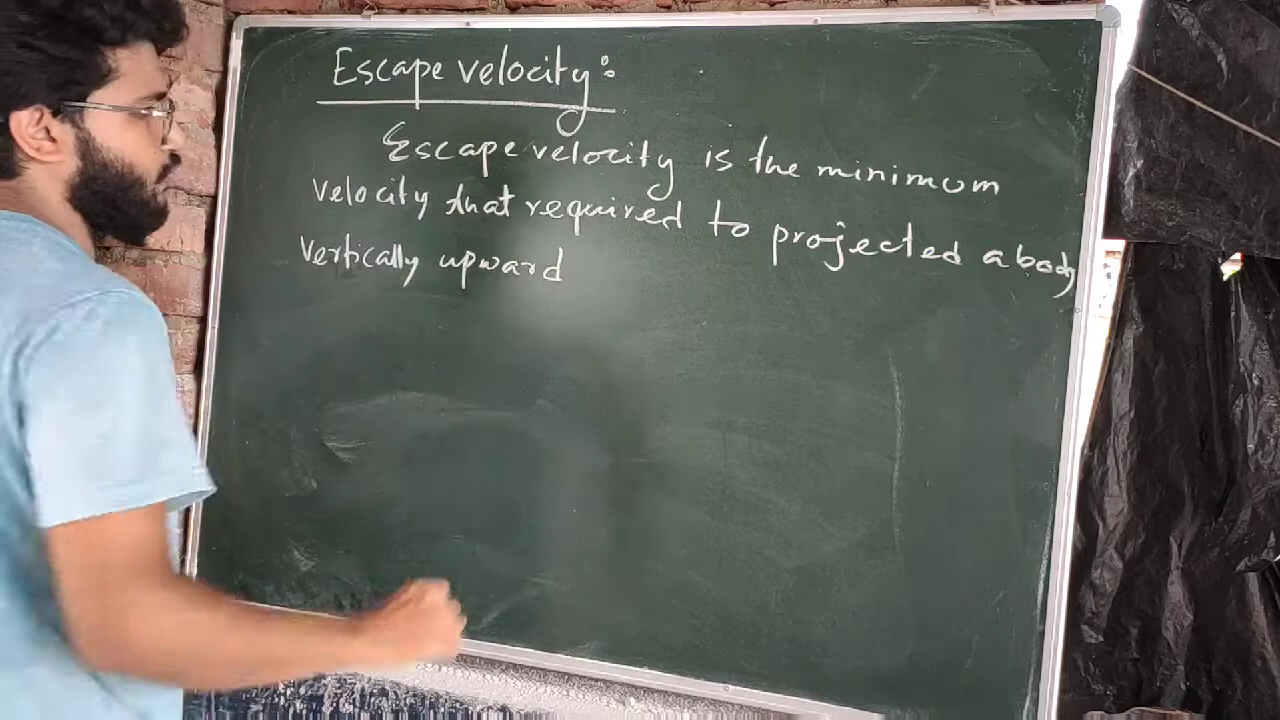 Escape velocity:
Escape velocity is the minimum
velocity that required to projected a body
vertically upward